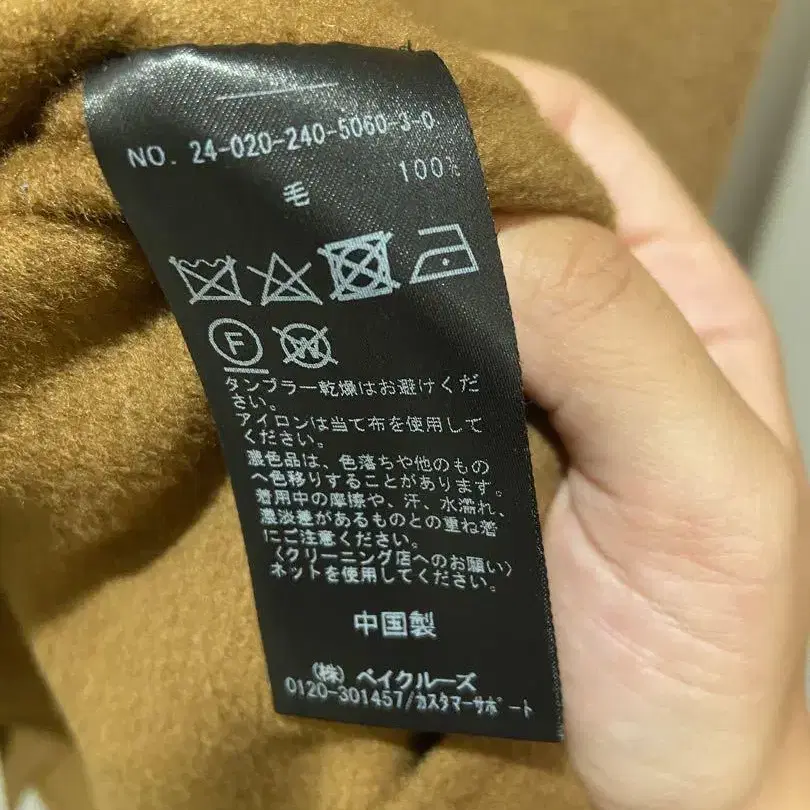 NO. 24-020-240-5060-3-0
毛 100%
F W
タンブラー乾燥はお避けくだ
さい。
アイロンは当て布を使用して
ください。
濃色品は、色落ちや他のもの
へ色移りすることがあります。
着用中の摩擦や、汗、水濡れ、
濃淡差があるものとの重ね着
にご注意ください。
〈クリーニング店へのお願い〉
ネットを使用してください。
中国製
(株) ベイクルーズ
0120-301457/カスタマーサポート